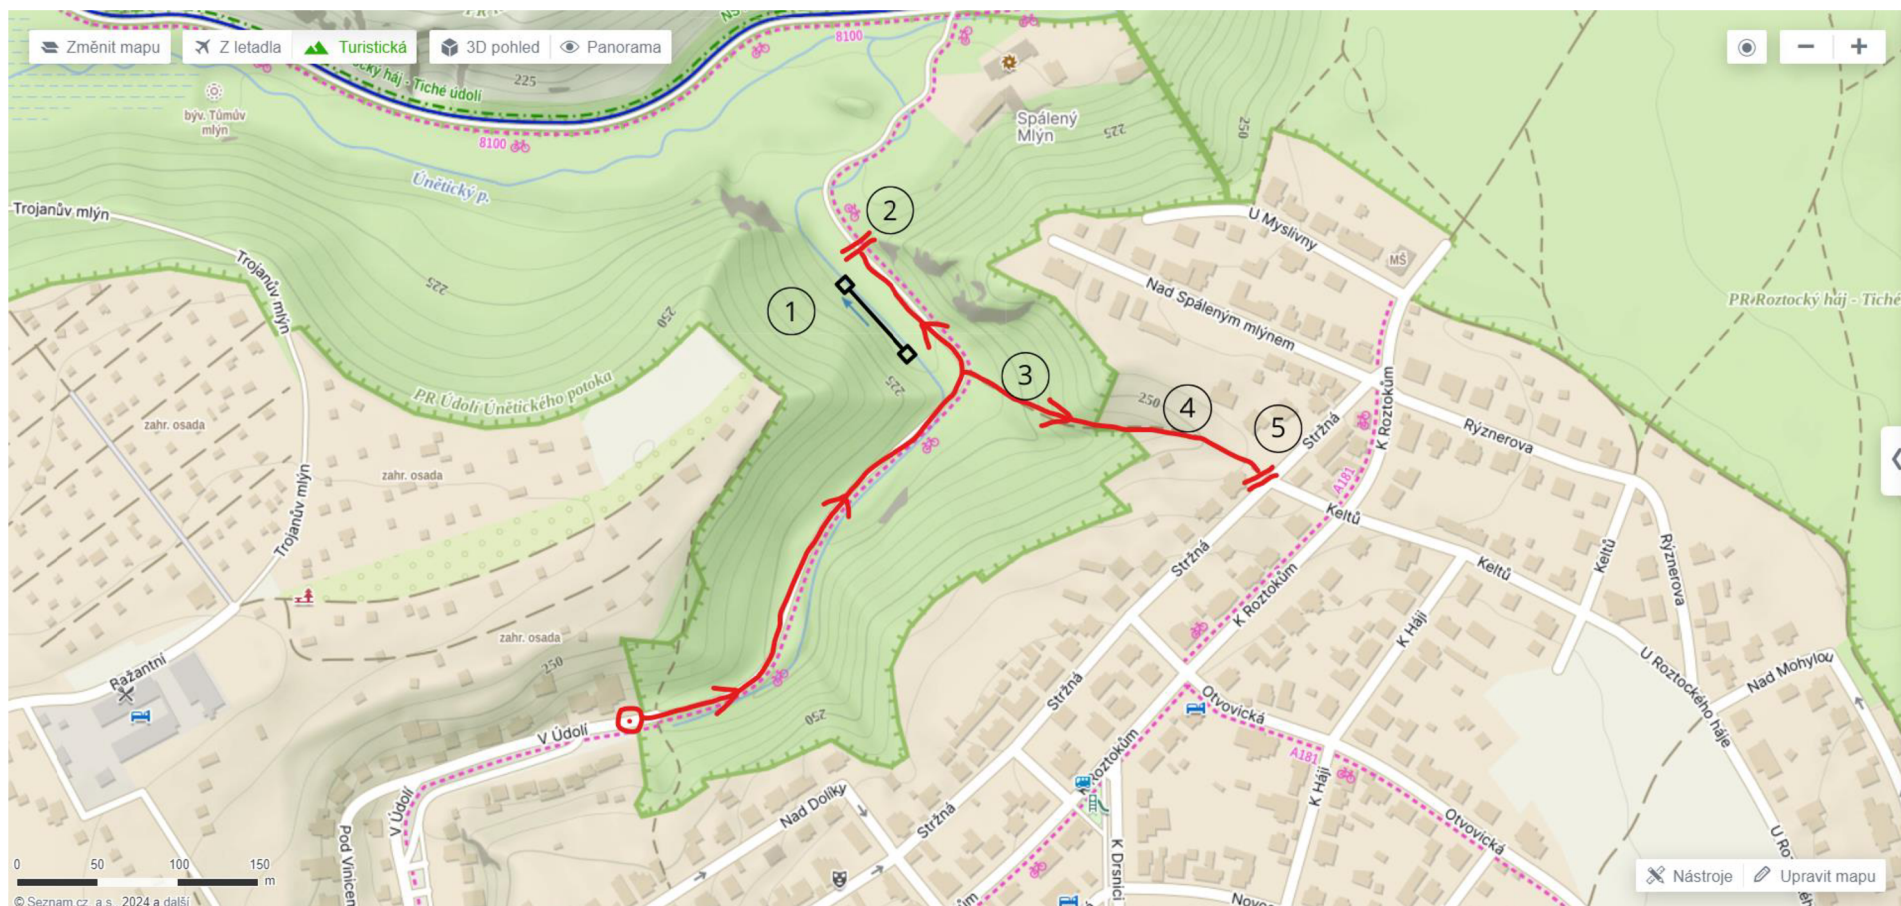 Změnit mapu
Z letadla
Turistická
3D pohled
Panorama
8100
225
býv. Tůmův
mlýn
8100
Spálený
Mlýn
225
250
Únětický p.
Trojanův mlýn
Trojanův mlýn
225
250
2
U Myslivny
MŠ
1
Nad Spáleným mlýnem
PR Roztocký háj - Tiché
225
3
250
4
5
Stržná
K Roztokům
Rýznerova
PR Údolí Únětického potoka
zahr. osada
zahr. osada
Trojanův mlýn
A181
Keltů
Stržná
Keltů
Keltů
Rýznerova
K Roztokům
K Háji
zahr. osada
250
Bažantní
U Roztockého háje
Nad Mohylou
Stržná
Otvovická
250
V Údolí
A181
K Roztokům
K Háji
V Údolí
Pod Vinicem
Nad Dolíky
Stržná
K Drsnici
Otvovická
0 50 100 150
m
Nástroje
Upravit mapu
© Seznam.cz, a.s., 2024 a další